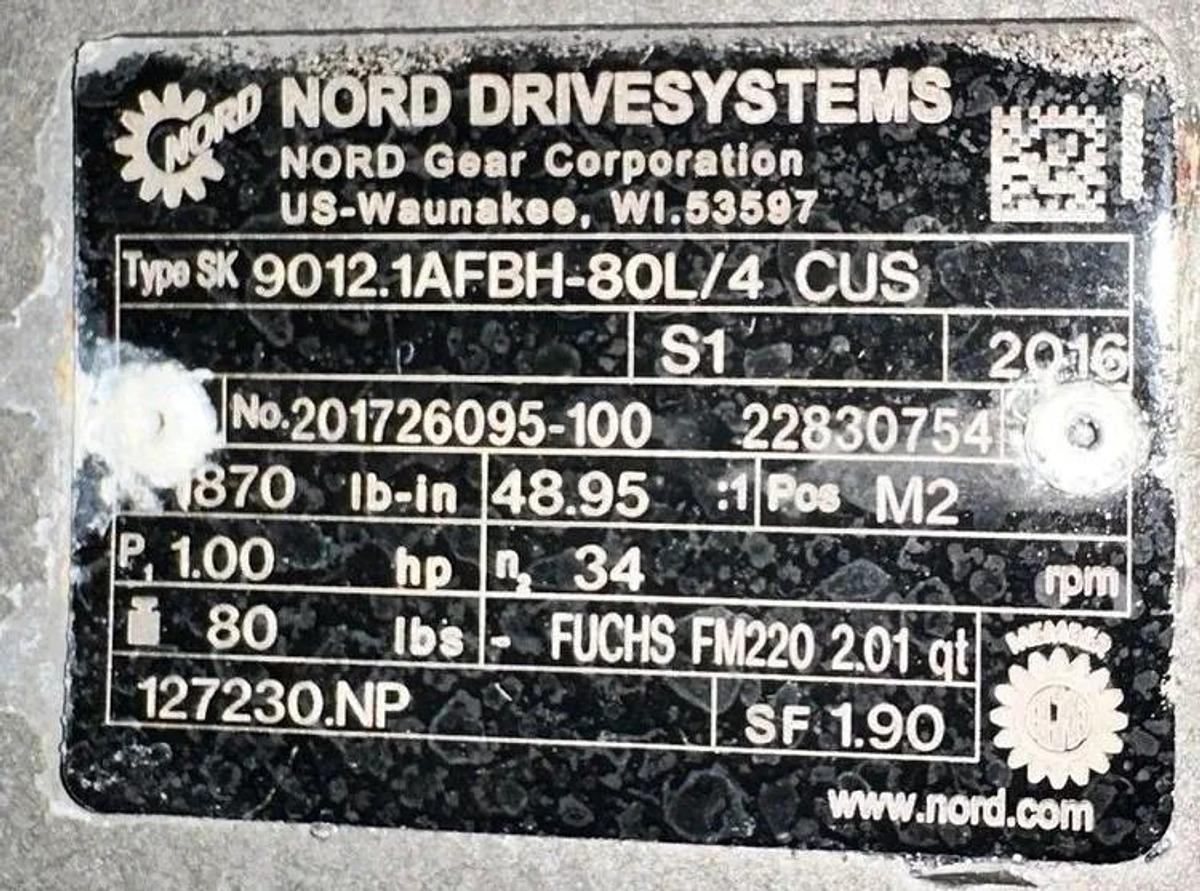 NORD
NORD DRIVESYSTEMS
NORD Gear Corporation
US-Waunakee, WI.53597
Type SK 9012.1AFBH-80L/4 CUS
S1 2016
No. 201726095-100 22830754
1870 lb-in 48.95 :1 Pos M2
P1 1.00 hp n2 34 rpm
80 lbs - FUCHS FM220 2.01 qt
127230.NP SF 1.90
MEMBER
www.nord.com